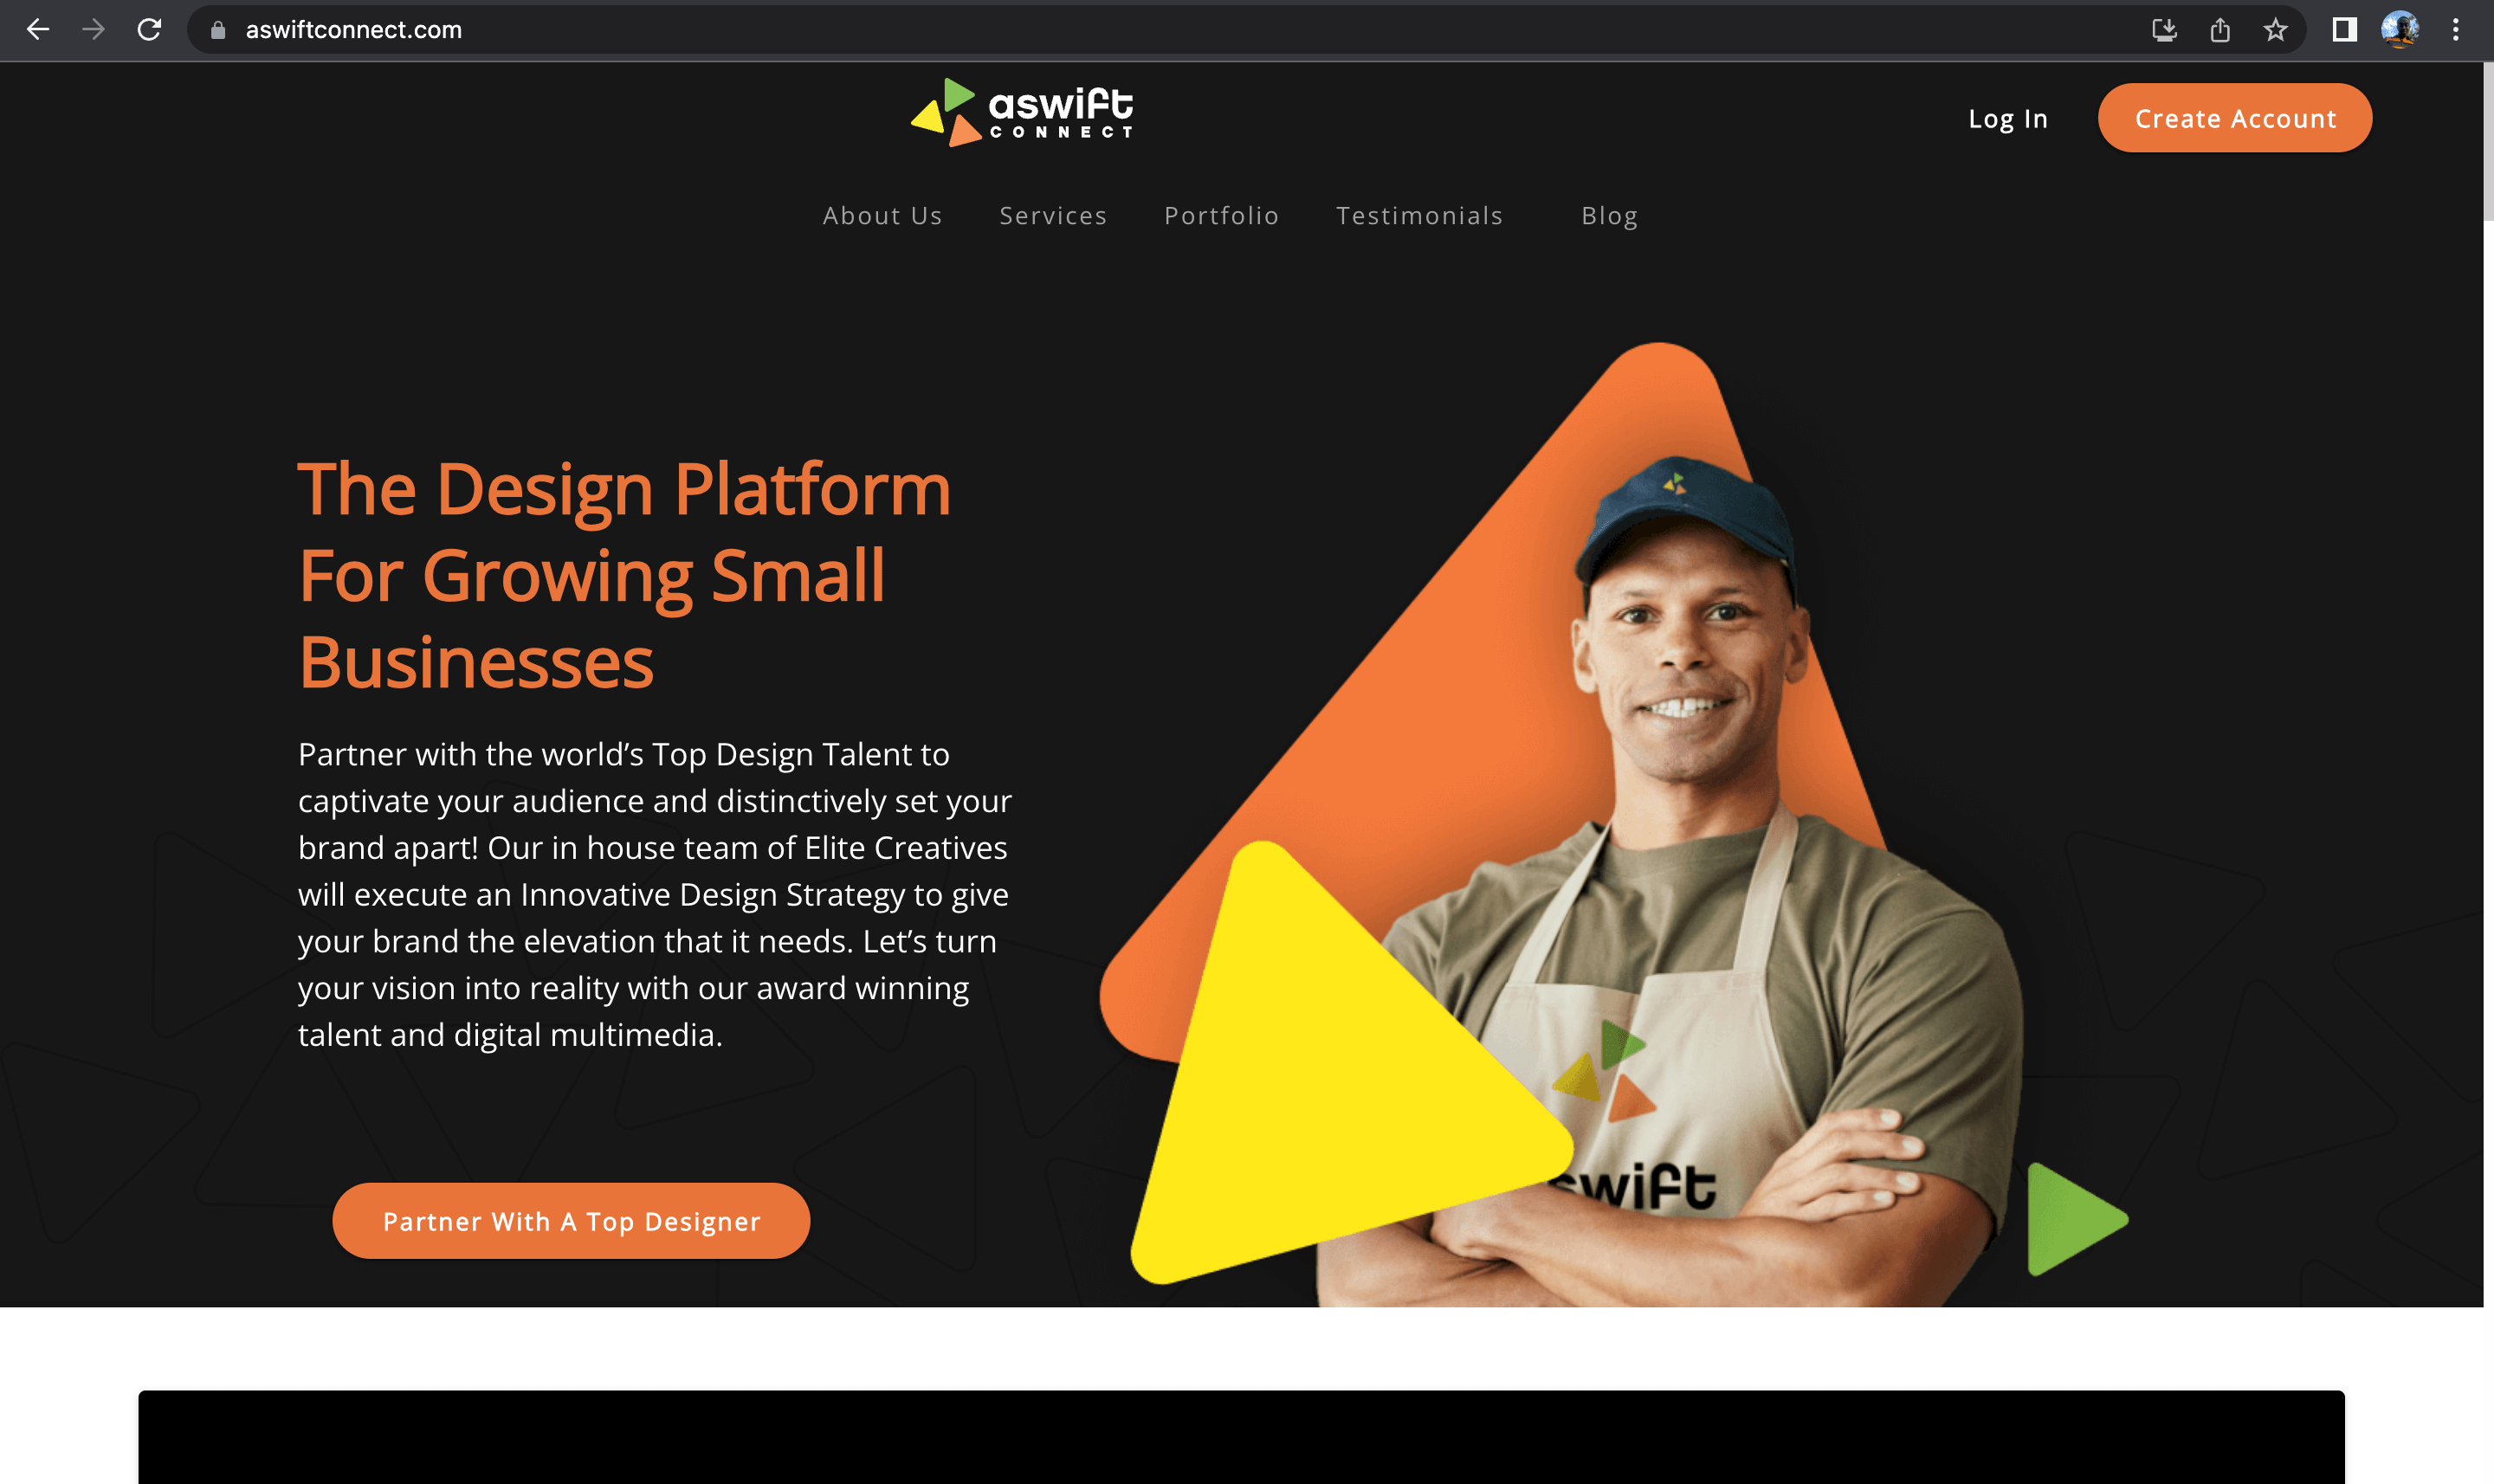 aswiftconnect.com
aswift
CONNECT
Log In
Create Account
About Us
Services
Portfolio
Testimonials
Blog
The Design Platform
For Growing Small
Businesses
Partner with the world’s Top Design Talent to
captivate your audience and distinctively set your
brand apart! Our in house team of Elite Creatives
will execute an Innovative Design Strategy to give
your brand the elevation that it needs. Let’s turn
your vision into reality with our award winning
talent and digital multimedia.
Partner With A Top Designer
swift